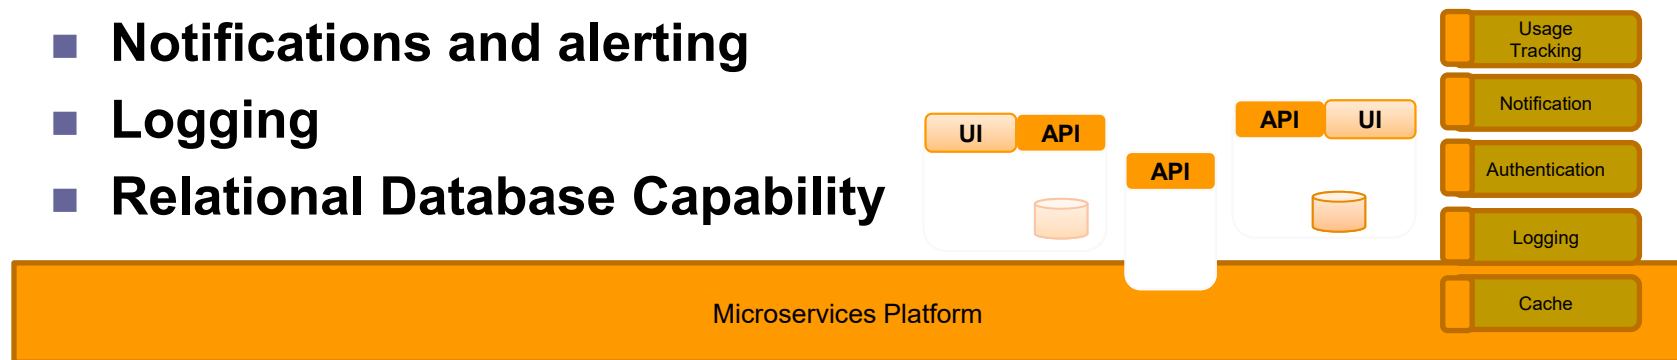 Notifications and alerting
Logging
Relational Database Capability
UI
API
API
API
UI
Usage
Tracking
Notification
Authentication
Logging
Cache
Microservices Platform